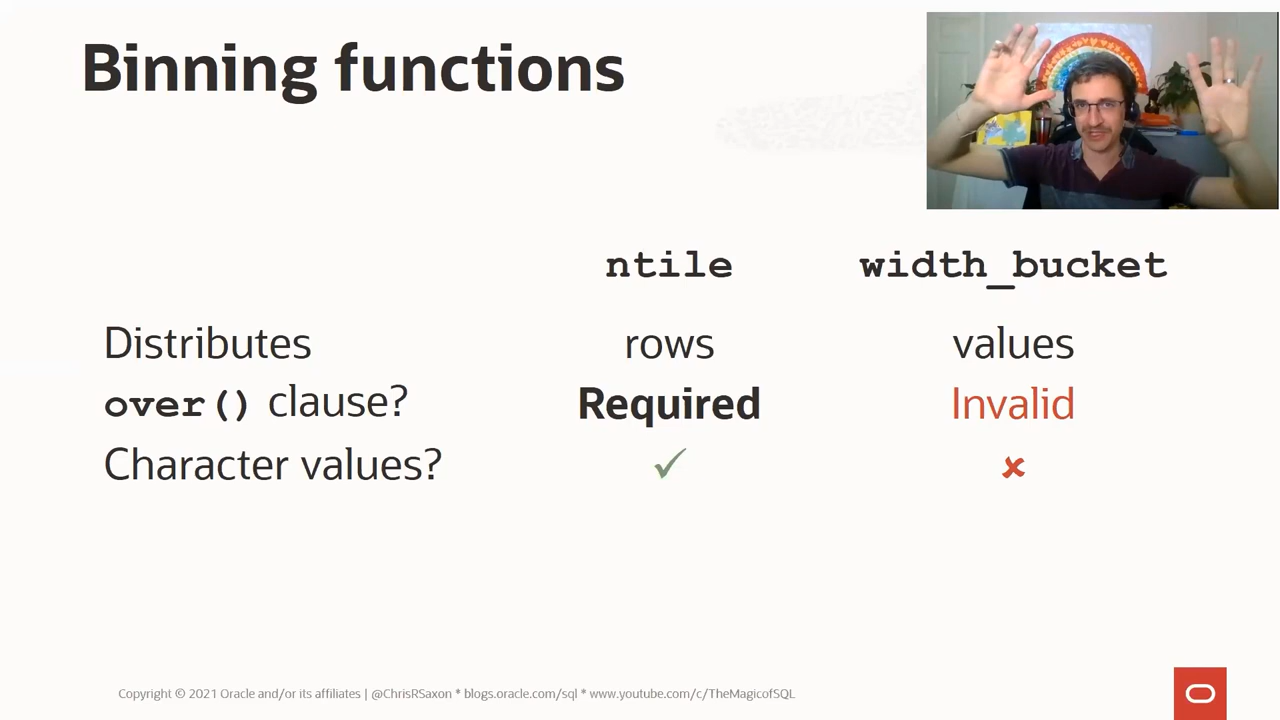 Binning functions
ntile width_bucket
Distributes rows values
over() clause? Required Invalid
Character values? ✓ ✘
Copyright © 2021 Oracle and/or its affiliates | @ChrisRSaxon * blogs.oracle.com/sql * www.youtube.com/c/TheMagicofSQL